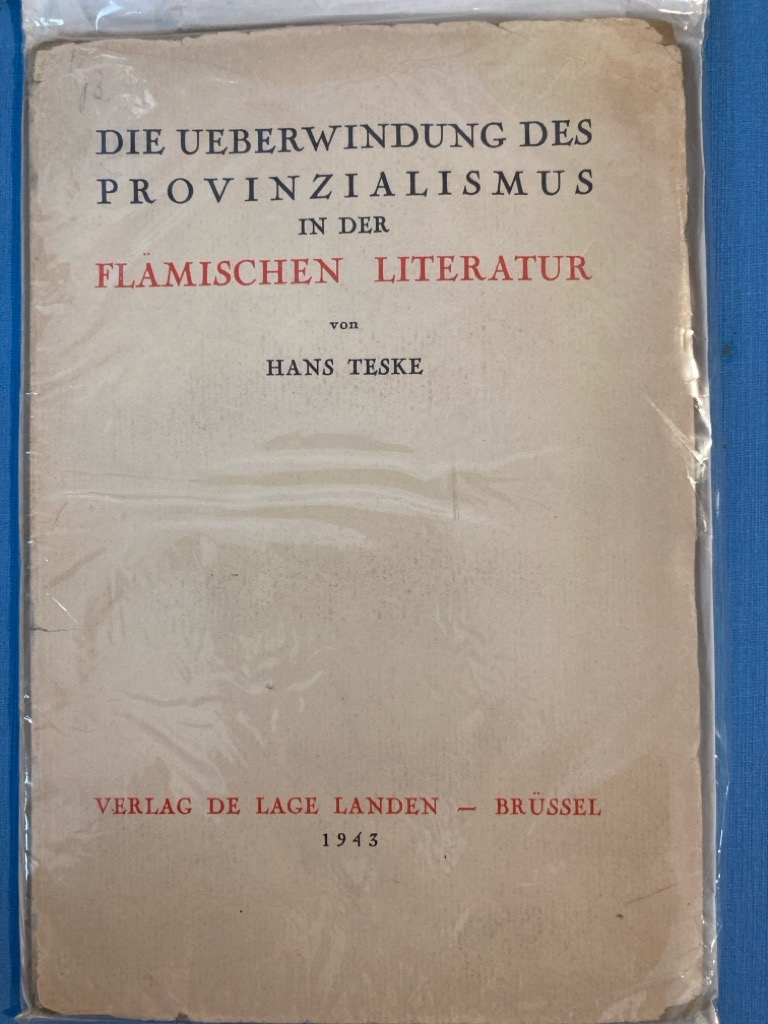 DIE UEBERWINDUNG DES
PROVINZIALISMUS
IN DER
FLÄMISCHEN LITERATUR
von
HANS TESKE
VERLAG DE LAGE LANDEN — BRÜSSEL
1943